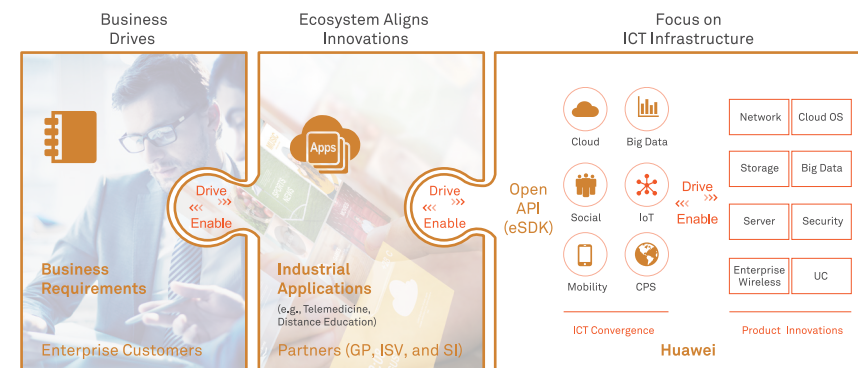 Business
Drives
Ecosystem Aligns
Innovations
Focus on
ICT Infrastructure
Drive
Enable
Business
Requirements
Enterprise Customers
Apps
Drive
Enable
Industrial
Applications
(e.g., Telemedicine,
Distance Education)
Partners (GP, ISV, and SI)
Open
API
(eSDK)
Cloud
Big Data
Social
IoT
Mobility
CPS
ICT Convergence
Drive
Enable
Network
Cloud OS
Storage
Big Data
Server
Security
Enterprise
Wireless
UC
Product Innovations
Huawei